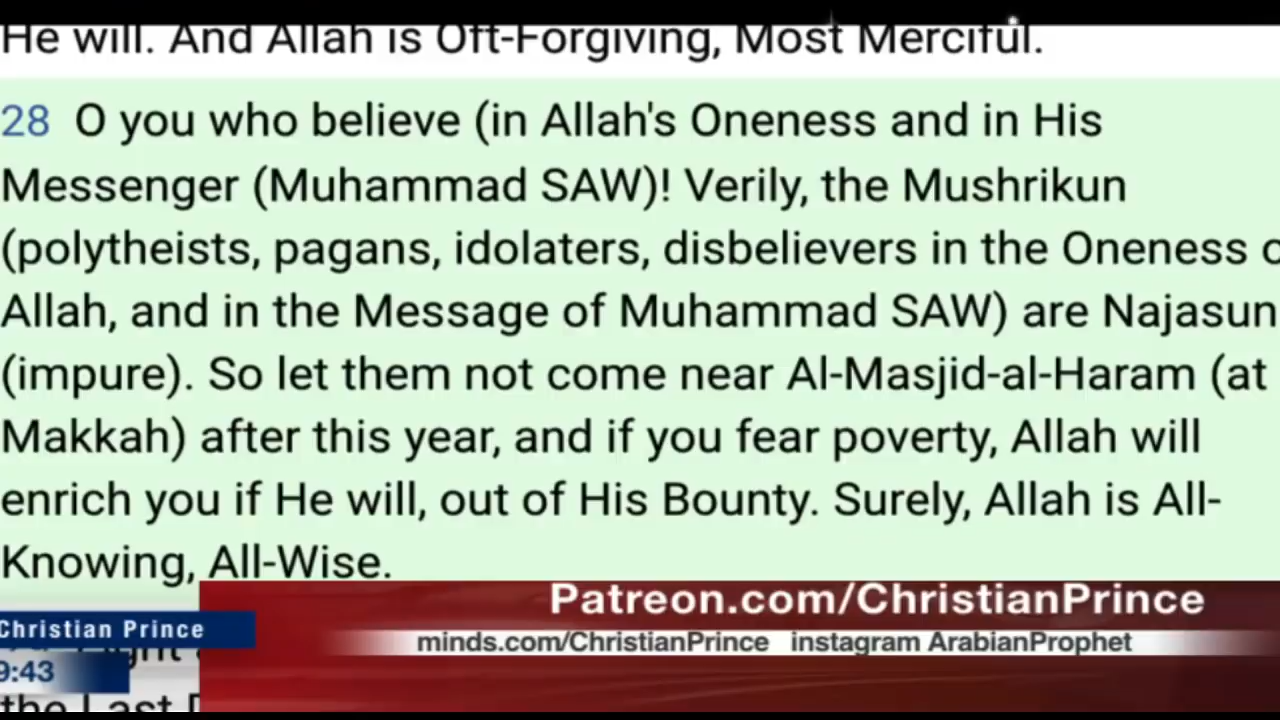 He will. And Allah is Oft-Forgiving, Most Merciful.
28 O you who believe (in Allah's Oneness and in His
Messenger (Muhammad SAW)! Verily, the Mushrikun
(polytheists, pagans, idolaters, disbelievers in the Oneness
Allah, and in the Message of Muhammad SAW) are Najasun
(impure). So let them not come near Al-Masjid-al-Haram (at
Makkah) after this year, and if you fear poverty, Allah will
enrich you if He will, out of His Bounty. Surely, Allah is All-
Knowing, All-Wise.
Patreon.com/ChristianPrince
Christian Prince
minds.com/ChristianPrince instagram ArabianProphet
9:43
the Last